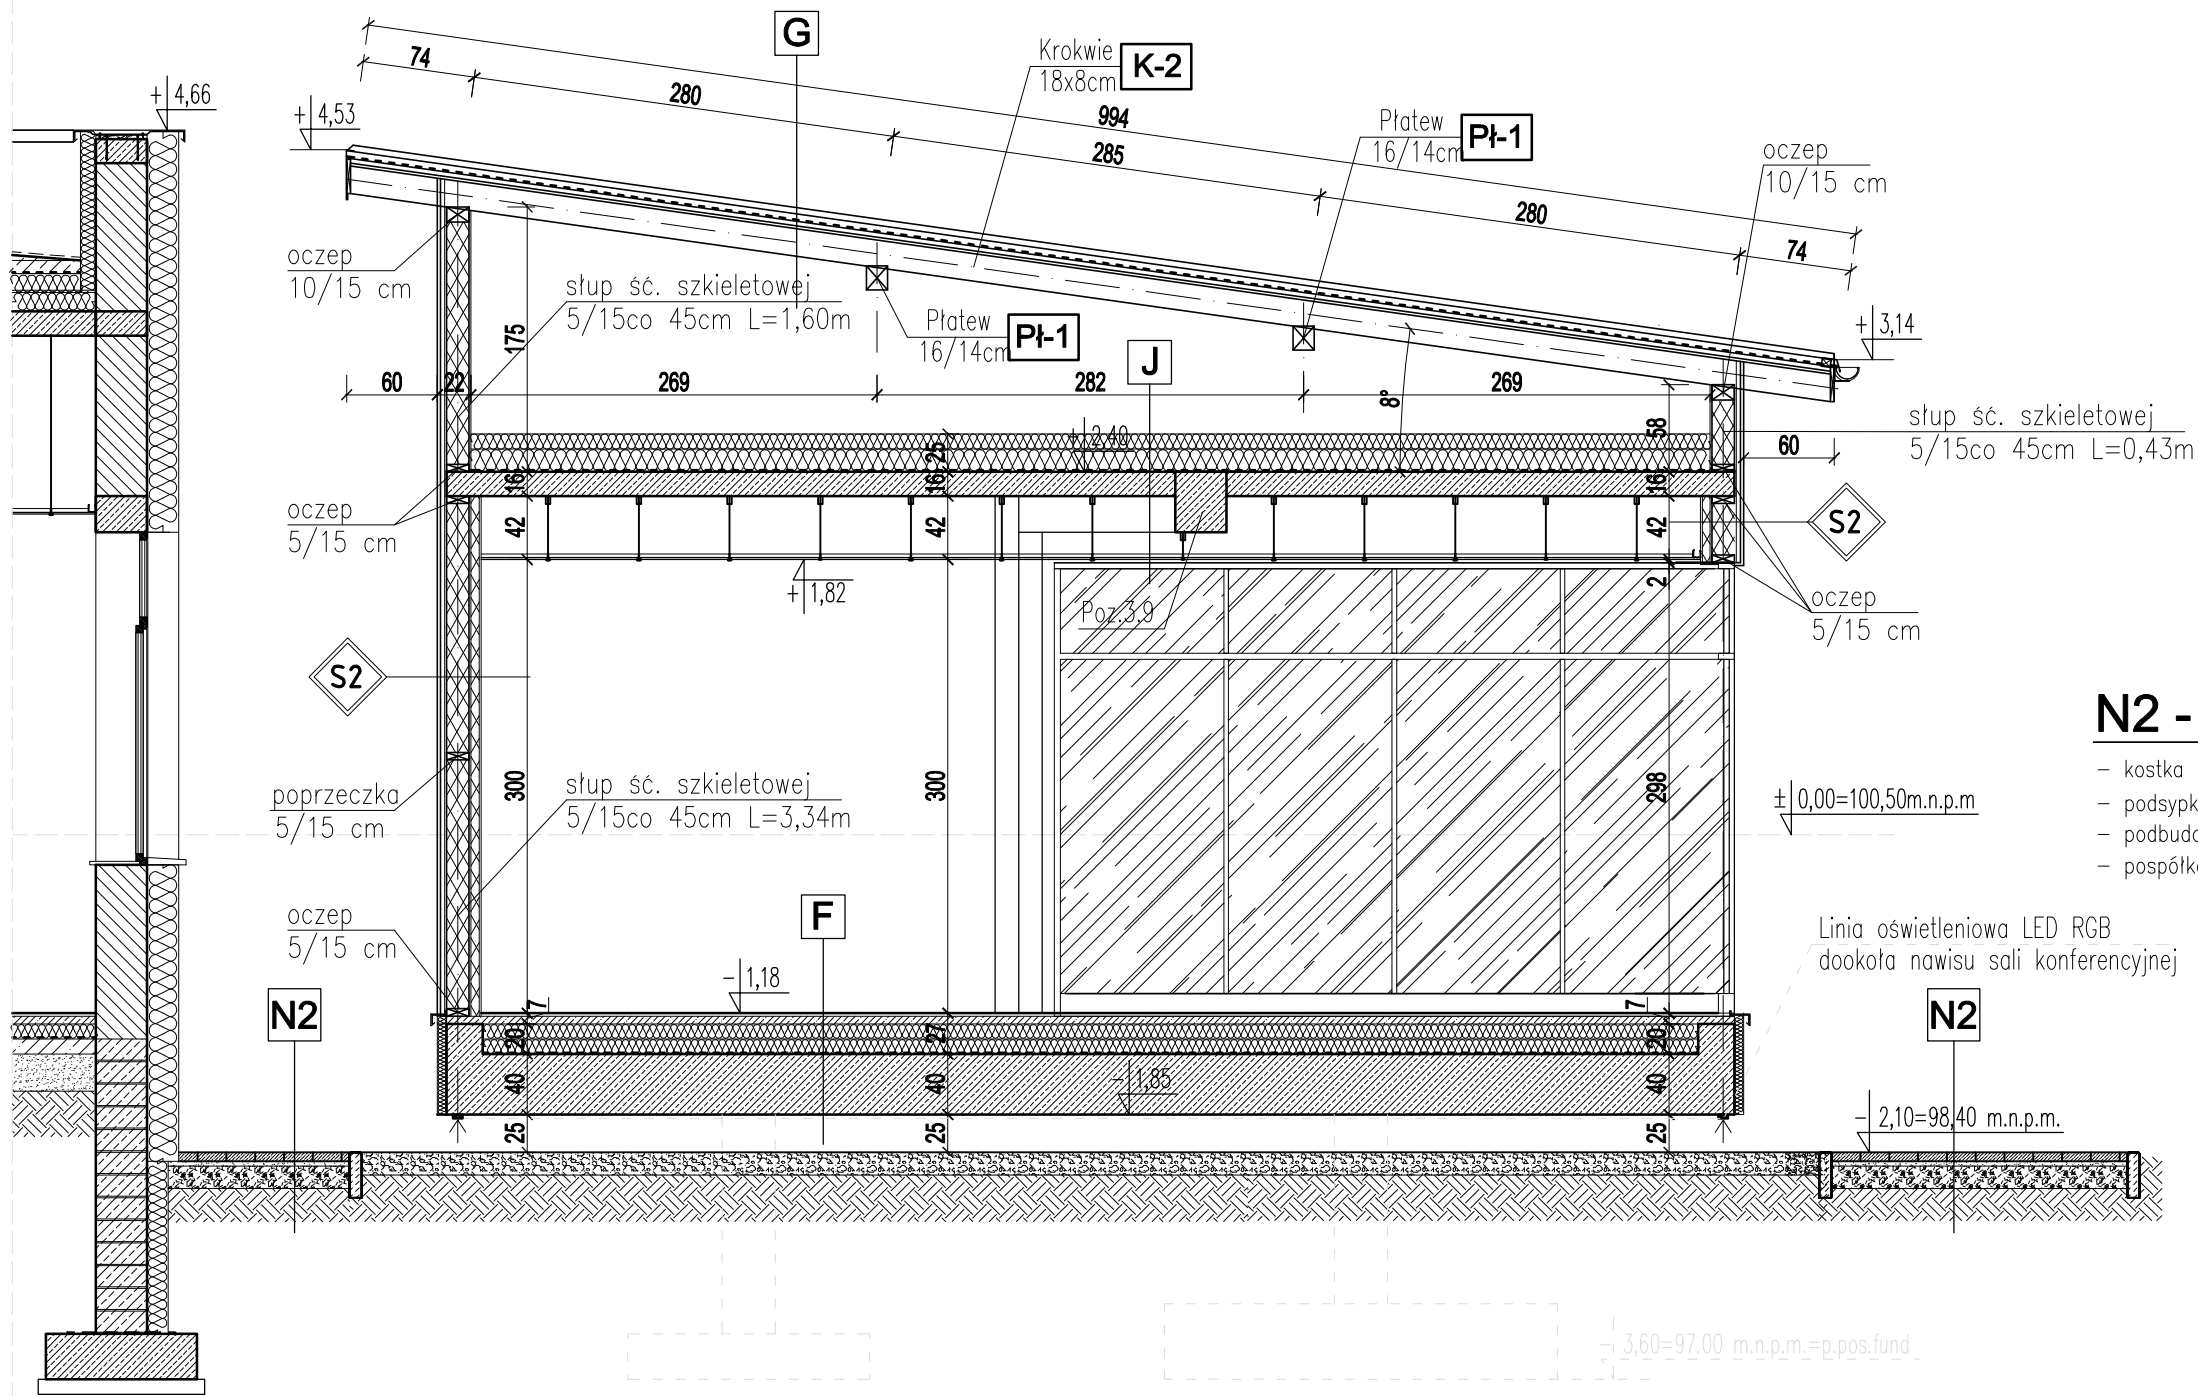 G
Krokwie
18x8cm
K-2
74
280
994
285
280
74
+4,66
+4,53
Płatew
16/14cm
Pł-1
oczep
10/15 cm
oczep
10/15 cm
słup ść. szkieletowej
5/15co 45cm L=1,60m
175
Płatew
16/14cm
Pł-1
J
+3,14
60
22
269
282
269
8°
58
60
słup ść. szkieletowej
5/15co 45cm L=0,43m
+2,40
25
16
16
16
oczep
5/15 cm
42
42
42
S2
+1,82
2
Poz.3.9
oczep
5/15 cm
S2
N2 -
300
300
298
słup ść. szkieletowej
5/15co 45cm L=3,34m
poprzeczka
5/15 cm
±0,00=100,50m.n.p.m
- kostka
- podsypk
- podbudo
- pospółk
oczep
5/15 cm
F
Linia oświetleniowa LED RGB
dookoła nawisu sali konferencyjnej
-1,18
N2
7
7
N2
20
27
20
40
40
-1,85
40
25
25
25
-2,10=98,40 m.n.p.m.
-3,60=97.00 m.n.p.m.=p.pos.fund